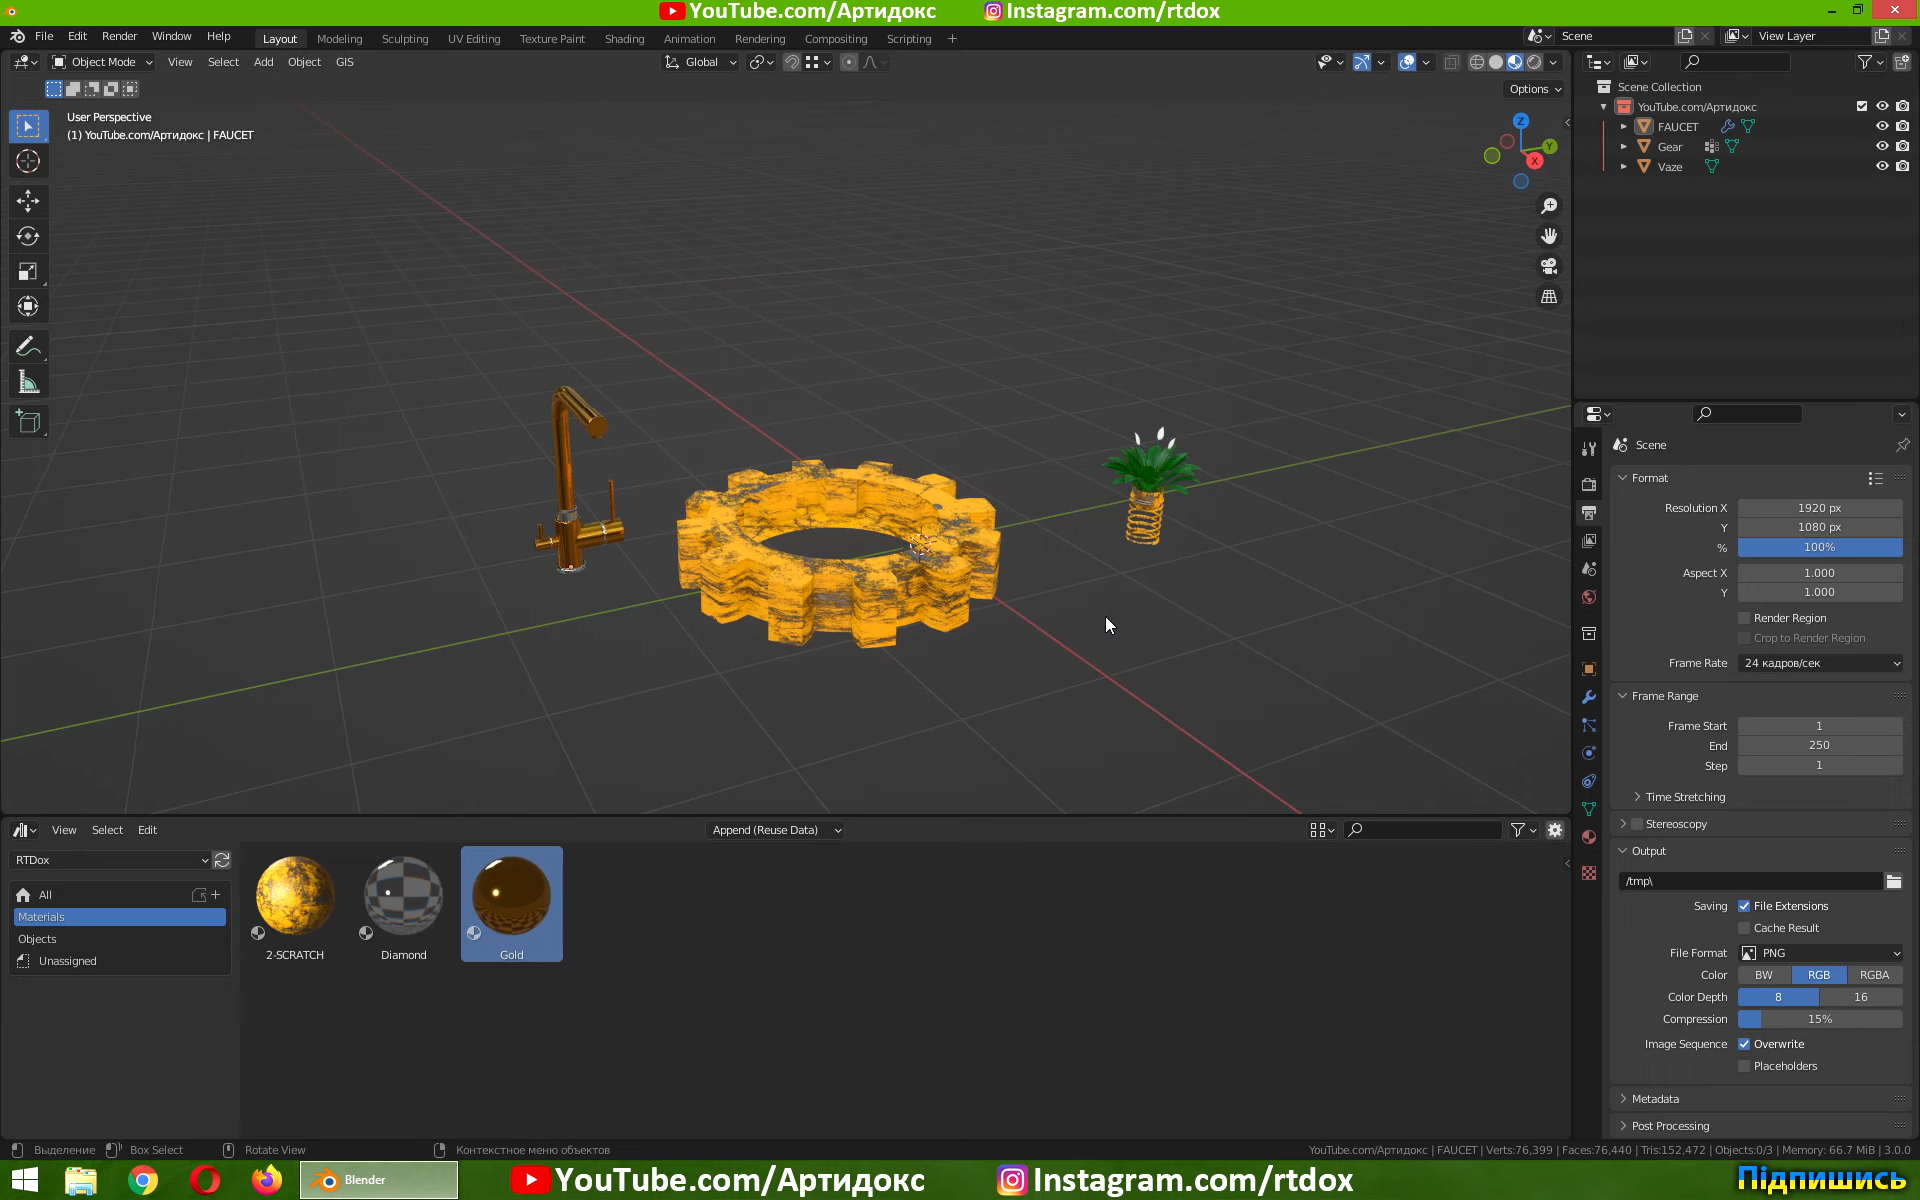 YouTube.com/Артидокс Instagram.com/rtdox
File Edit Render Window Help Layout Modeling Sculpting UV Editing Texture Paint Shading Animation Rendering Compositing Scripting + Scene View Layer
Object Mode View Select Add Object GIS Global
Options
User Perspective
(1) YouTube.com/Артидокс | FAUCET
Z
Y
X
Scene Collection
YouTube.com/Артидокс
FAUCET
Gear
Vaze
Scene
Format
Resolution X 1920 px
Y 1080 px
% 100%
Aspect X 1.000
Y 1.000
Render Region
Crop to Render Region
Frame Rate 24 кадров/сек
Frame Range
Frame Start 1
End 250
Step 1
Time Stretching
Stereoscopy
Output
/tmp\
Saving File Extensions
Cache Result
File Format PNG
Color BW RGB RGBA
Color Depth 8 16
Compression 15%
Image Sequence Overwrite
Placeholders
Metadata
Post Processing
View Select Edit Append (Reuse Data)
RTDox
All
Materials
Objects
Unassigned
2-SCRATCH Diamond Gold
Выделение Box Select Rotate View Контекстное меню объектов YouTube.com/Артидокс | FAUCET | Verts:76,399 | Faces:76,440 | Tris:152,472 | Objects:0/3 | Memory: 66.7 MiB | 3.0.0
Blender YouTube.com/Артидокс Instagram.com/rtdox Підпишись